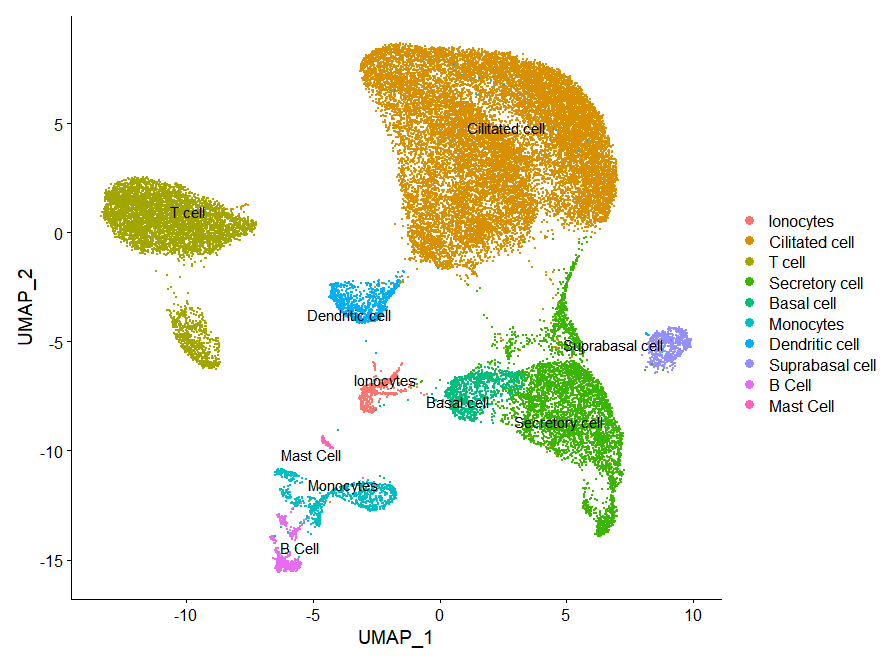 5
0
-5
-10
-15
UMAP_2
Cilitated cell
T cell
Dendritic cell
Suprabasal cell
Ionocytes
Basal cell
Secretory cell
Mast Cell
Monocytes
B Cell
-10
-5
0
5
10
UMAP_1
Ionocytes
Cilitated cell
T cell
Secretory cell
Basal cell
Monocytes
Dendritic cell
Suprabasal cell
B Cell
Mast Cell